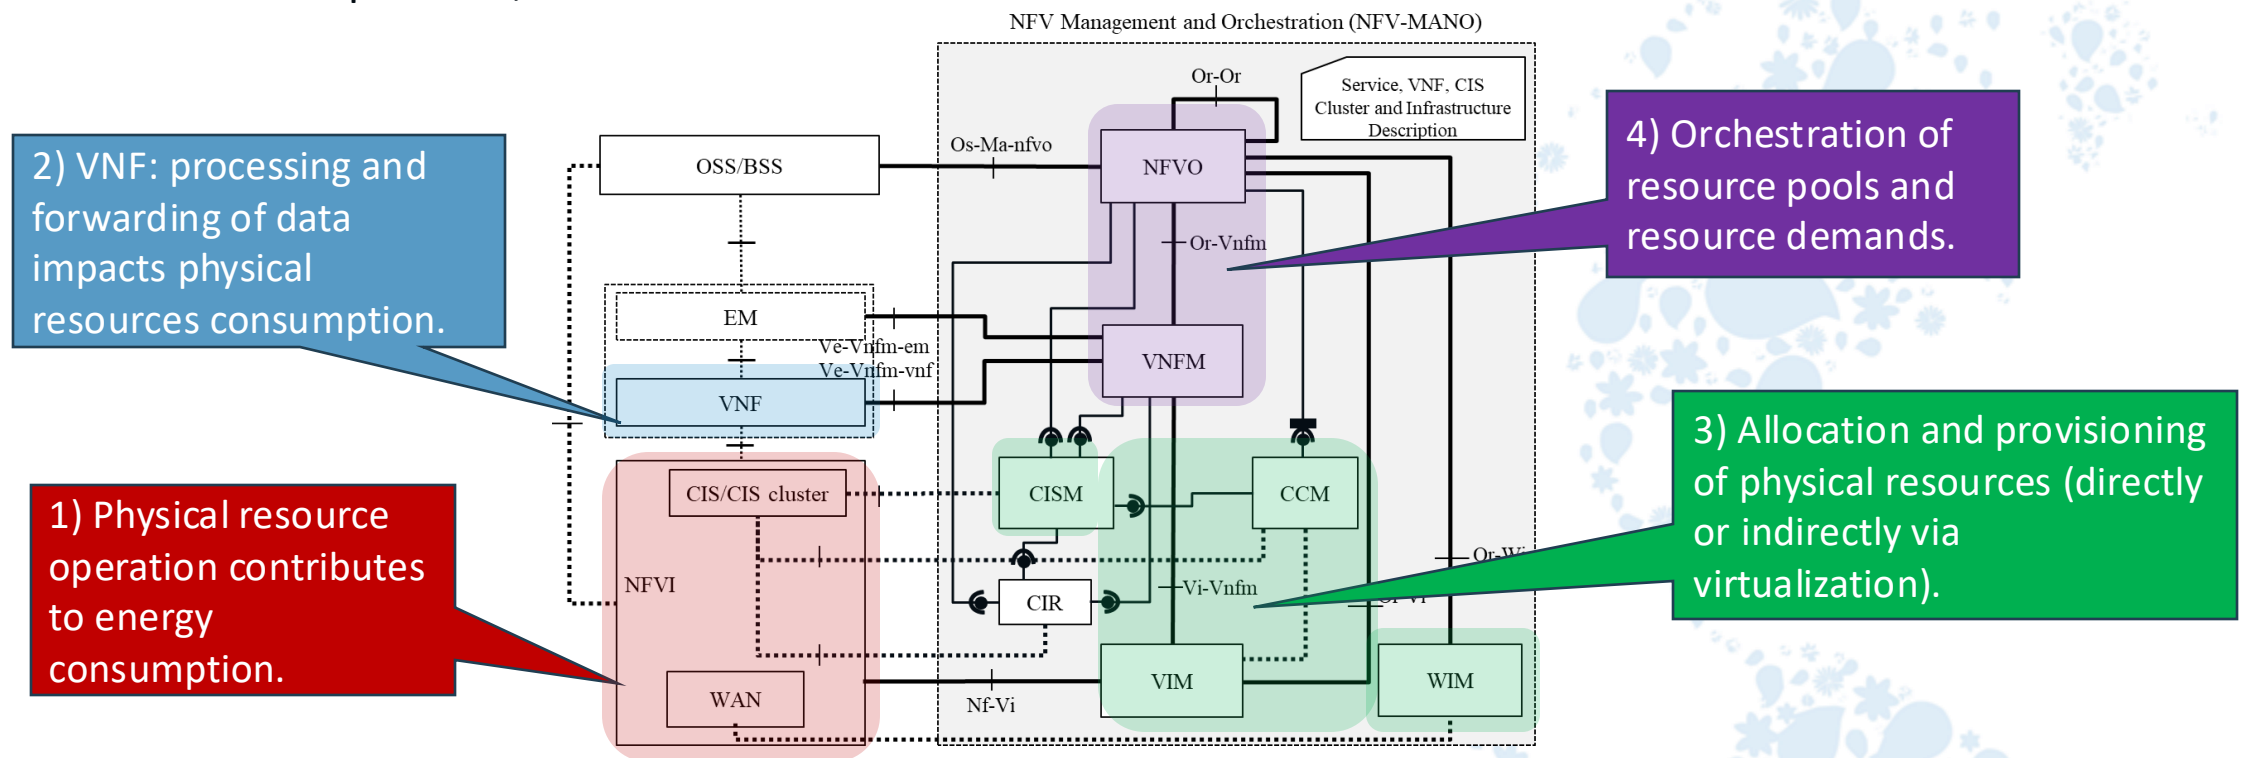 NFV Management and Orchestration (NFV-MANO)
Or-Or
Service, VNF, CIS
Cluster and Infrastructure
Description
4) Orchestration of
resource pools and
resource demands.
2) VNF: processing and
forwarding of data
impacts physical
resources consumption.
OSS/BSS
Os-Ma-nfvo
NFVO
Or-Vnfm
EM
Ve-Vnfm-em
Ve-Vnfm-vnf
VNFM
VNF
3) Allocation and provisioning
of physical resources (directly
or indirectly via
virtualization).
1) Physical resource
operation contributes
to energy
consumption.
CIS/CIS cluster
CISM
CCM
NFVI
CIR
Vi-Vnfm
WAN
Nf-Vi
VIM
WIM